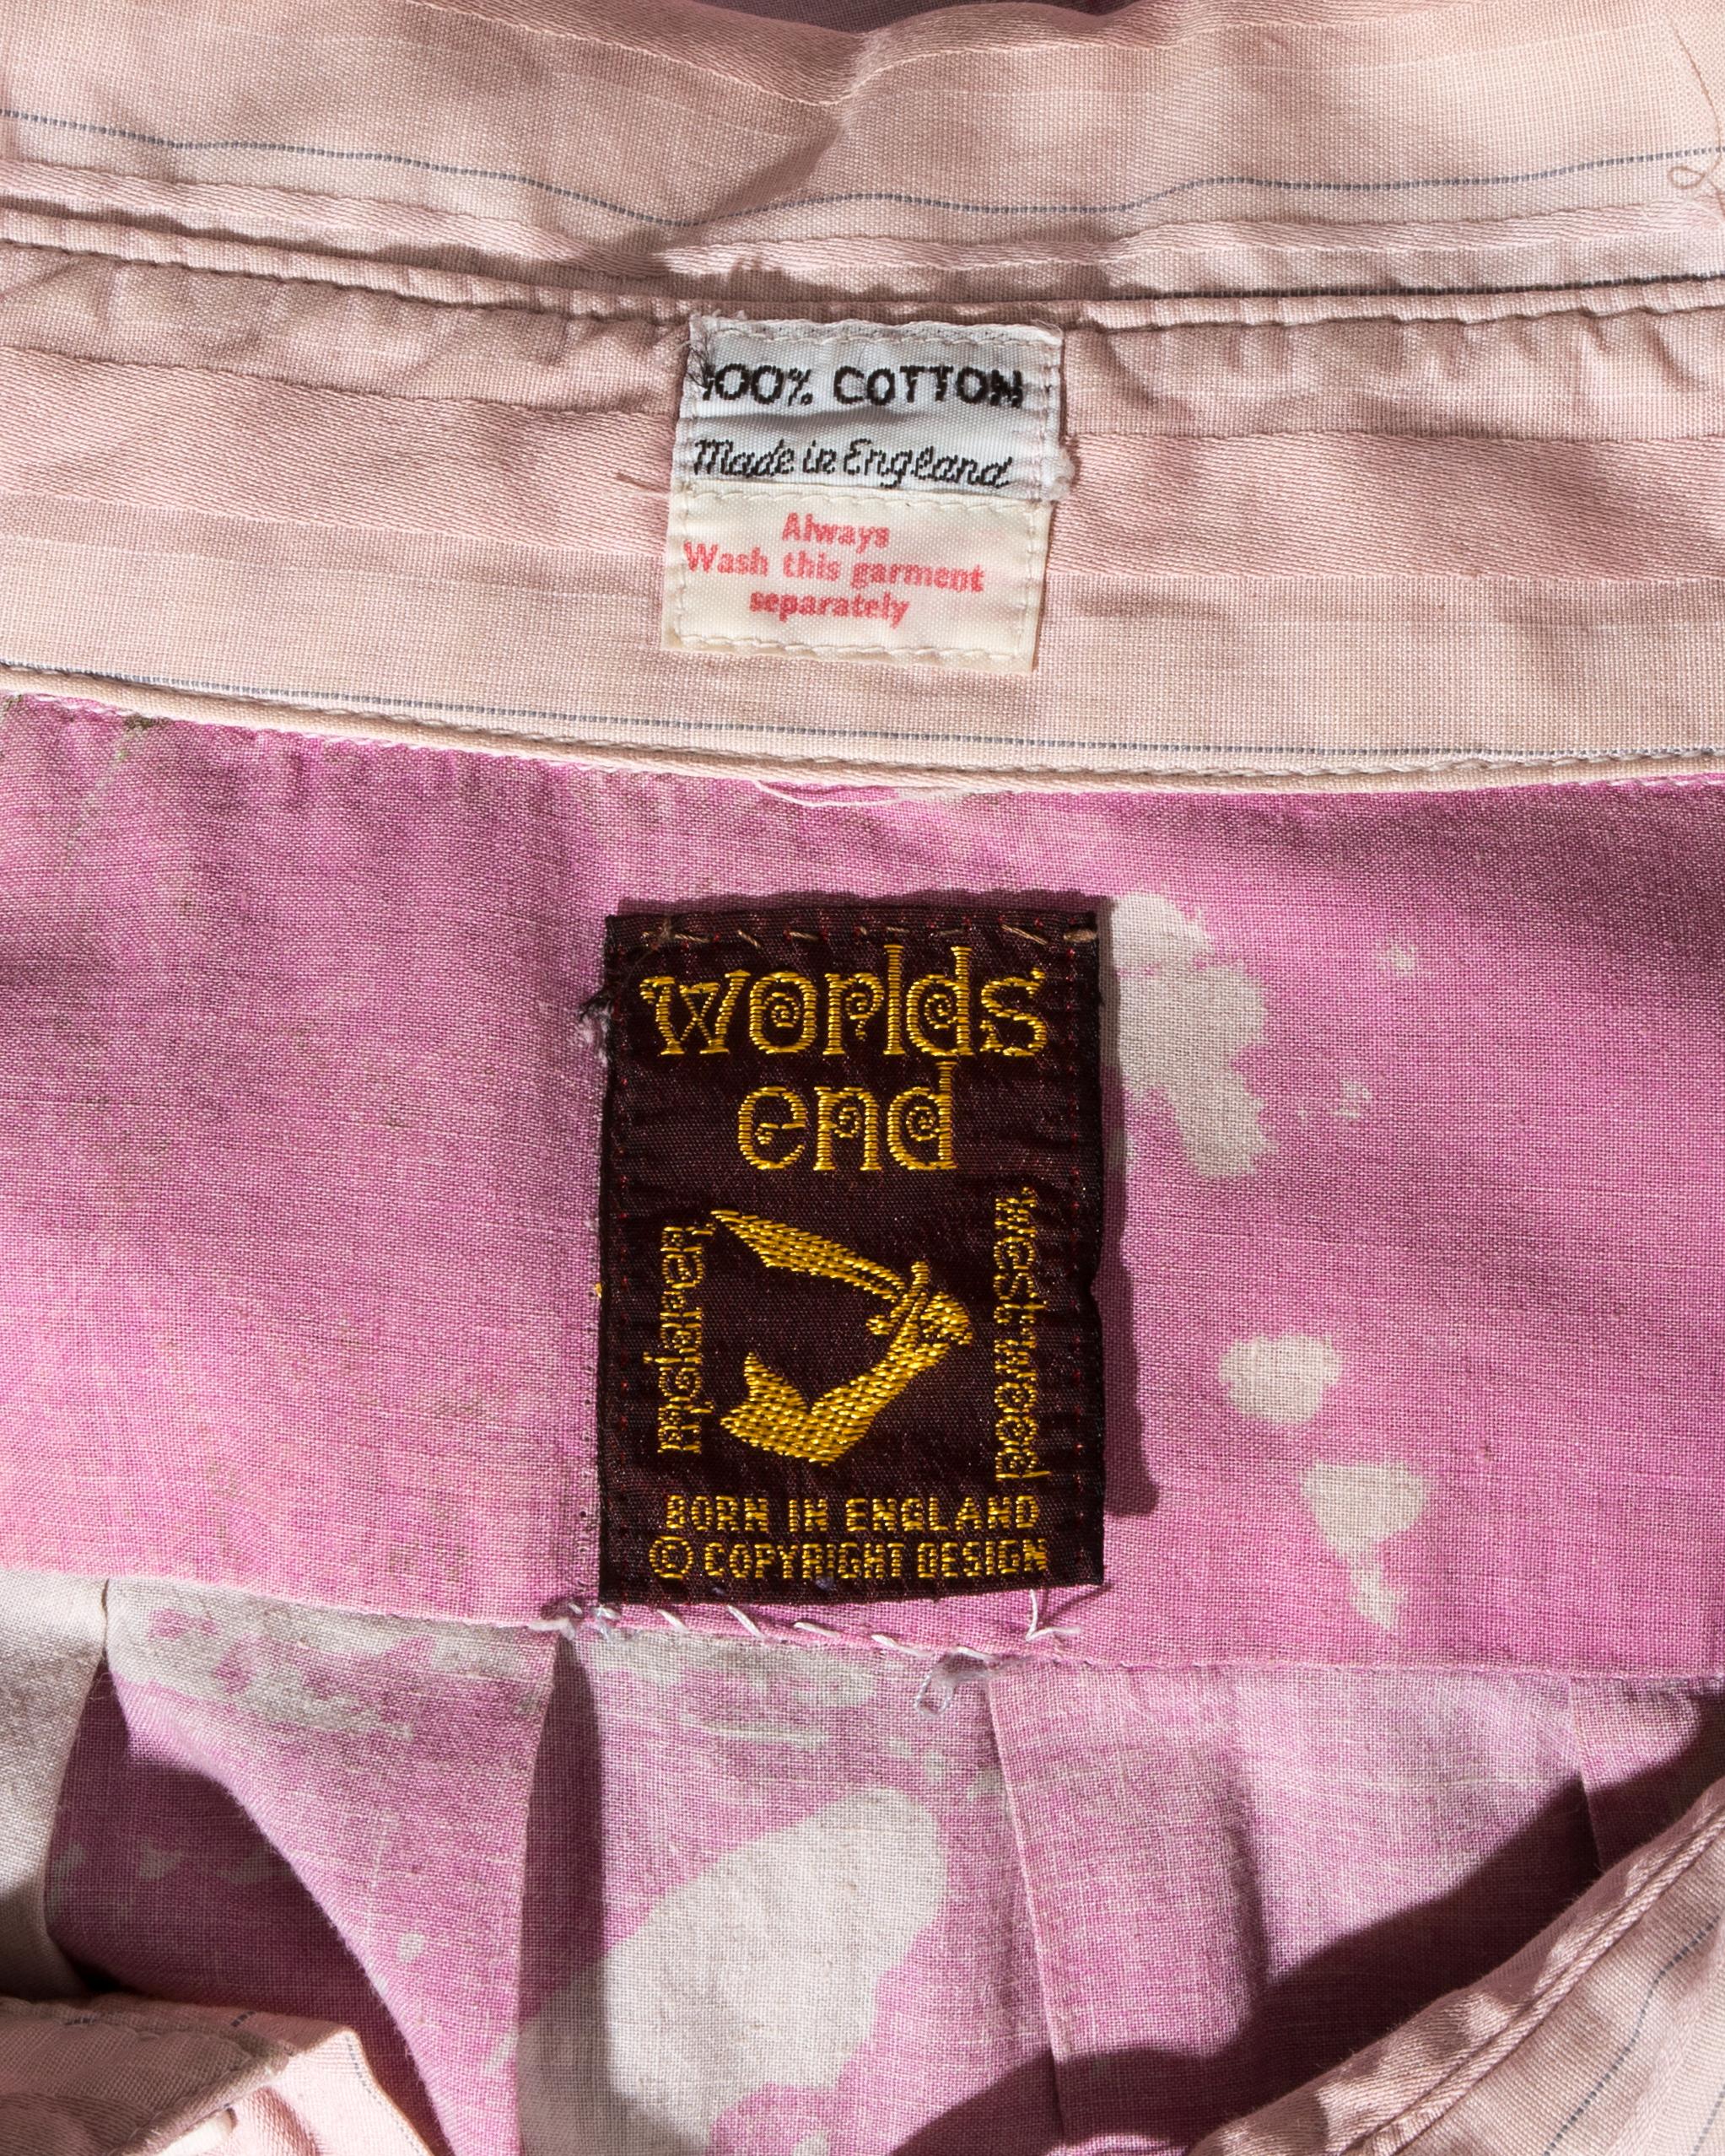 100% COTTON
Made in England
Always
Wash this garment
separately
worlds
end
mclaren
westwood
BORN IN ENGLAND
© COPYRIGHT DESIGN